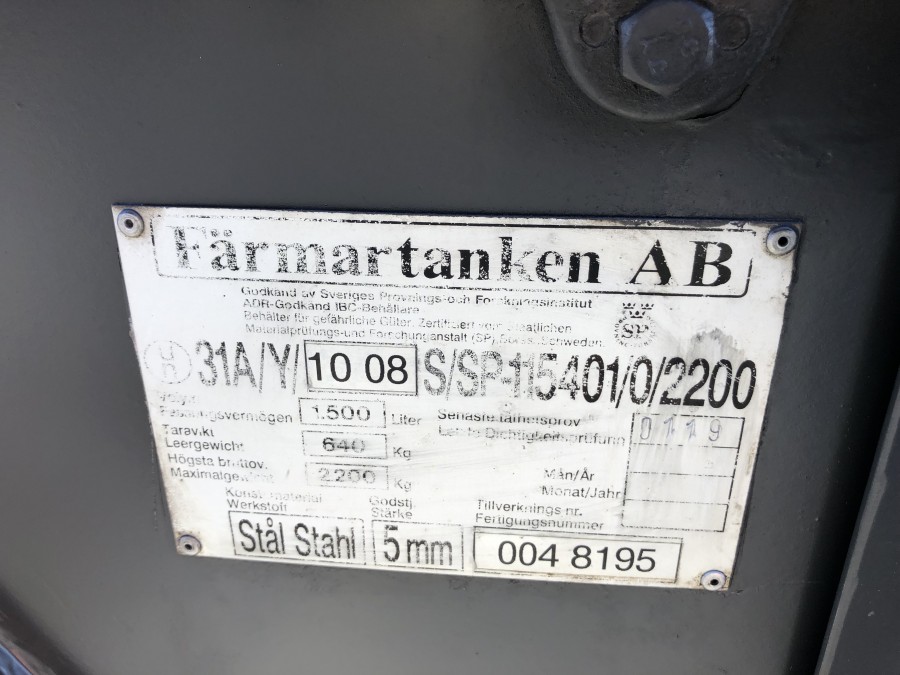 Färmartanken AB
Godkänd av Sveriges Provnings-och Forskningsinstitut
ADR-Godkänd IBC-Behållare
Behälter für gefährliche Güter. Zertifiziert vom Staatlichen
Materialprüfungs-und Forschungsanstalt (SP), Borås, Schweden.
SP
UN 31A/Y/ 10 08 S/SP-115401/0/2200
Volym
Fassungsvermögen 1.500 Liter
Senaste täthetsprov
Letzte Dichtigkeitsprüfung 0119
Taravikt
Leergewicht 640 Kg
Högsta bruttov.
Maximalgewicht 2200 Kg
Mån/År
Monat/Jahr
Konst. material
Werkstoff
Godstj.
Stärke
Tillverknings-nr.
Fertigungsnummer
Stål Stahl 5 mm 004 8195